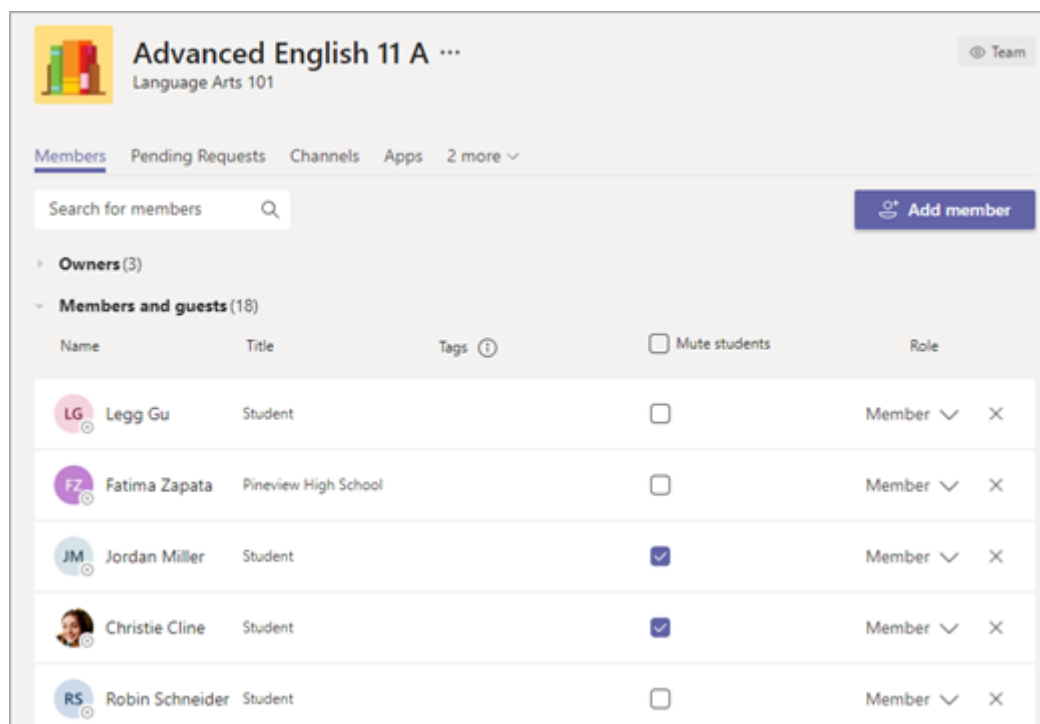 Advanced English 11 A ···
Language Arts 101
Team
Members Pending Requests Channels Apps 2 more
Search for members
Add member
Owners (3)
Members and guests (18)
Name Title Tags Mute students Role
LG Legg Gu Student Member
FZ Fatima Zapata Pineview High School Member
JM Jordan Miller Student Member
Christie Cline Student Member
RS Robin Schneider Student Member